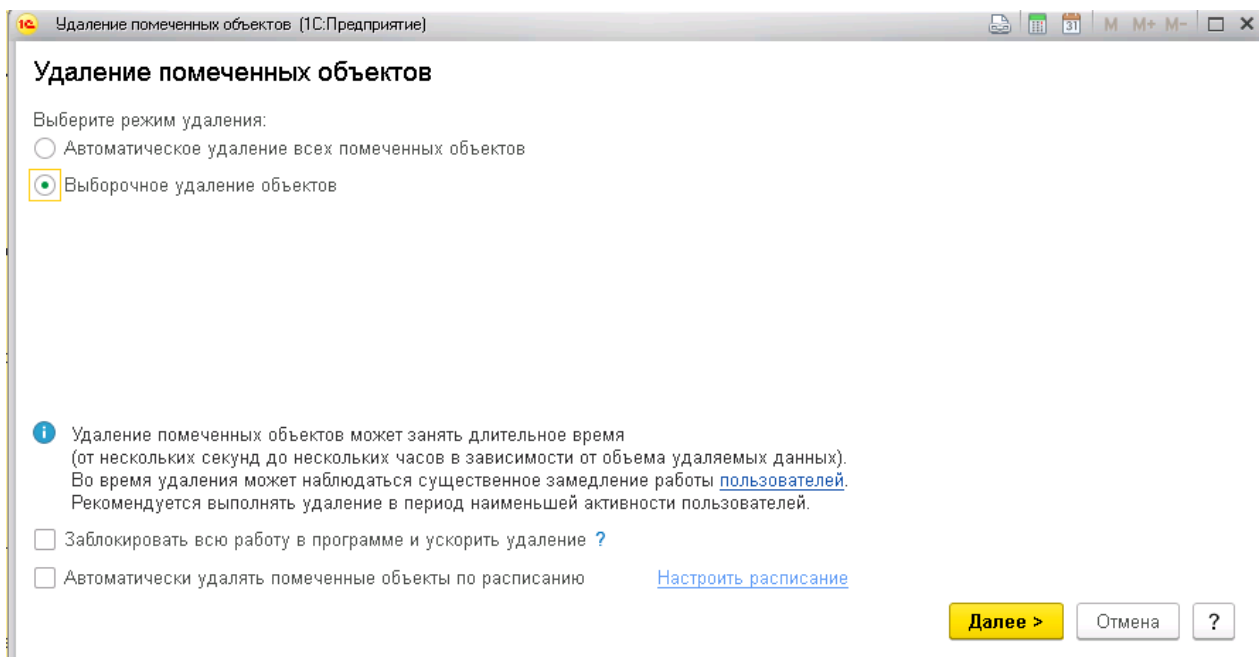 1С Удаление помеченных объектов (1С:Предприятие) 31 M M+ M-
Удаление помеченных объектов
Выберите режим удаления:
Автоматическое удаление всех помеченных объектов
Выборочное удаление объектов
Удаление помеченных объектов может занять длительное время
(от нескольких секунд до нескольких часов в зависимости от объема удаляемых данных).
Во время удаления может наблюдаться существенное замедление работы пользователей.
Рекомендуется выполнять удаление в период наименьшей активности пользователей.
Заблокировать всю работу в программе и ускорить удаление ?
Автоматически удалять помеченные объекты по расписанию Настроить расписание
Далее > Отмена ?